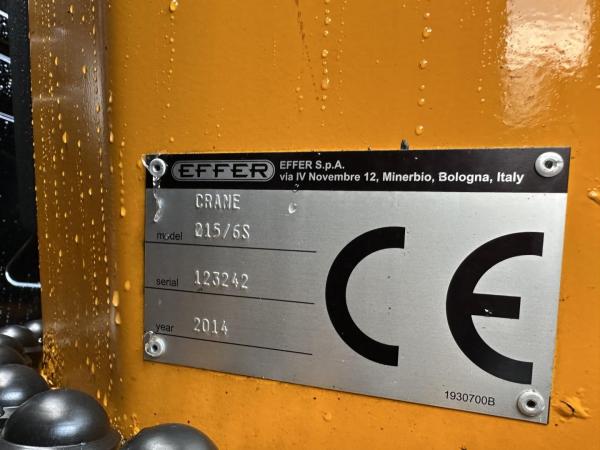 EFFER EFFER S.p.A.
via IV Novembre 12, Minerbio, Bologna, Italy
CRANE
model 215/6S
serial 123242
year 2014
CE
1930700B